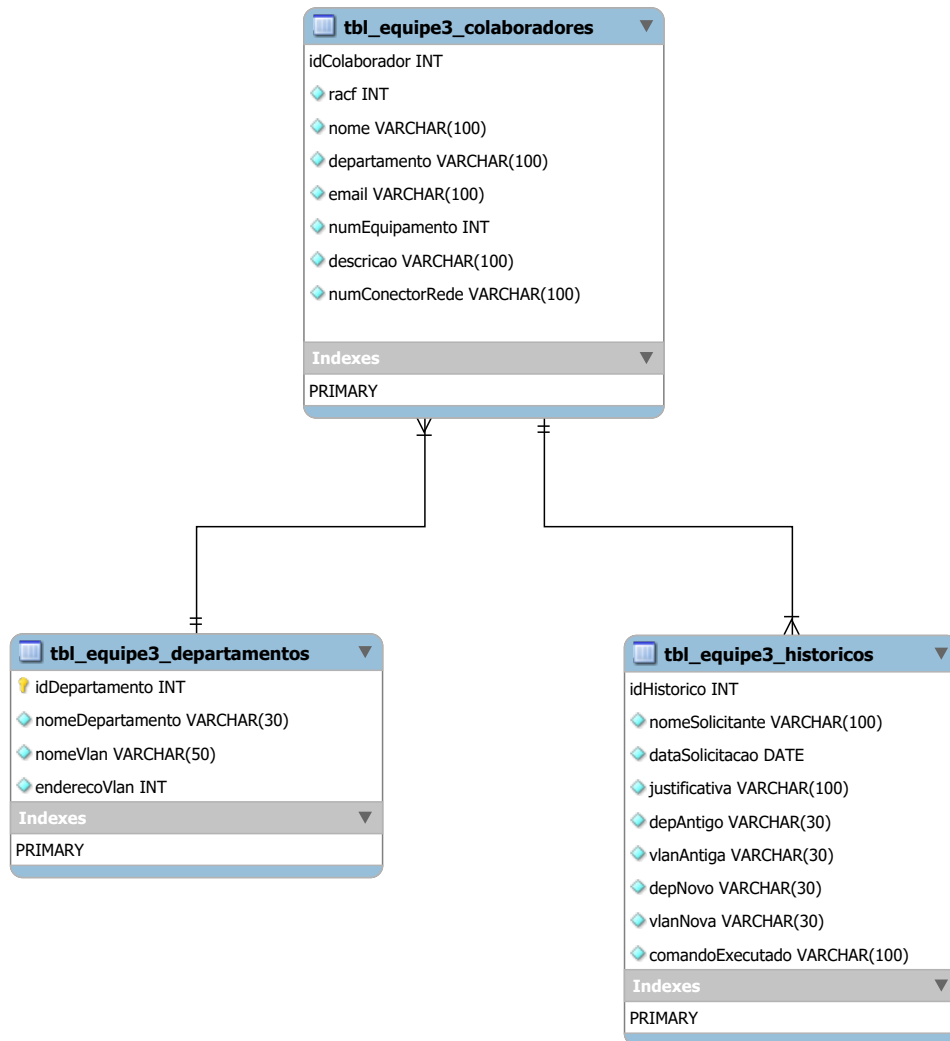 tbl_equipe3_colaboradores
idColaborador INT
racf INT
nome VARCHAR(100)
departamento VARCHAR(100)
email VARCHAR(100)
numEquipamento INT
descricao VARCHAR(100)
numConectorRede VARCHAR(100)
Indexes
PRIMARY
tbl_equipe3_departamentos
idDepartamento INT
nomeDepartamento VARCHAR(30)
nomeVlan VARCHAR(50)
enderecoVlan INT
Indexes
PRIMARY
tbl_equipe3_historicos
idHistorico INT
nomeSolicitante VARCHAR(100)
dataSolicitacao DATE
justificativa VARCHAR(100)
depAntigo VARCHAR(30)
vlanAntiga VARCHAR(30)
depNovo VARCHAR(30)
vlanNova VARCHAR(30)
comandoExecutado VARCHAR(100)
Indexes
PRIMARY